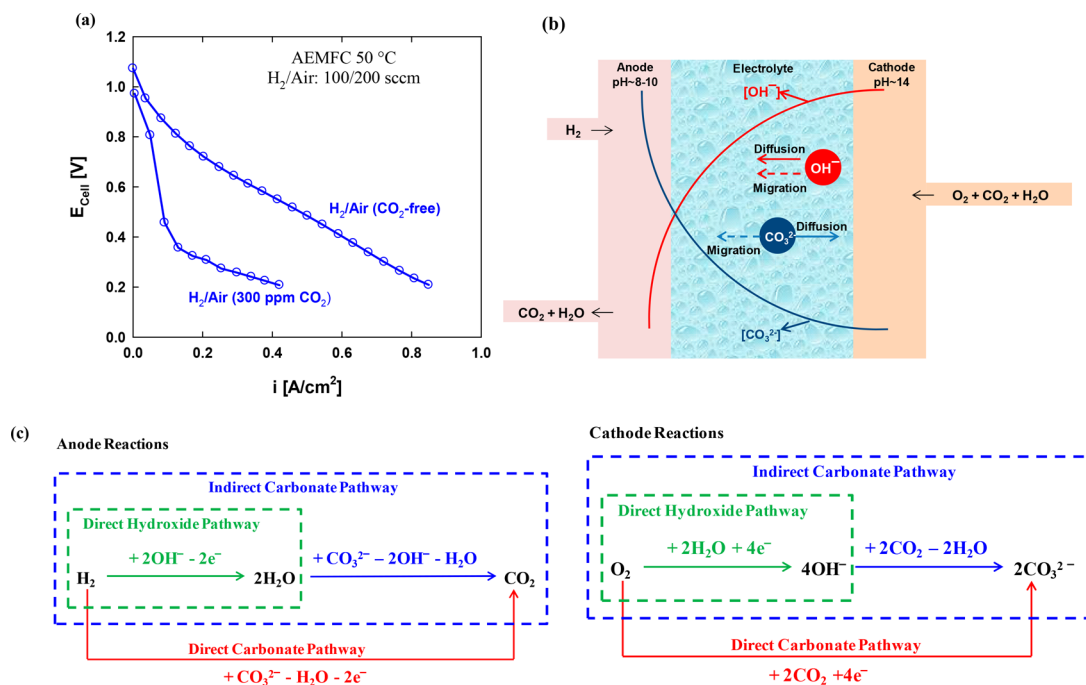 (a)
AEMFC 50 °C
H₂/Air: 100/200 sccm
1.2
1.0
0.8
0.6
0.4
0.2
0.0
E_Cell [V]
H₂/Air (CO₂-free)
H₂/Air (300 ppm CO₂)
0.0 0.2 0.4 0.6 0.8 1.0
i [A/cm²]
(b)
Anode
pH~8-10
Electrolyte
Cathode
pH~14
[OH⁻]
H₂
Diffusion
OH⁻
Migration
O₂ + CO₂ + H₂O
CO₃²⁻
Diffusion
Migration
CO₂ + H₂O
[CO₃²⁻]
(c)
Anode Reactions
Indirect Carbonate Pathway
Direct Hydroxide Pathway
+ 2OH⁻ - 2e⁻
+ CO₃²⁻ – 2OH⁻ - H₂O
H₂
2H₂O
CO₂
Direct Carbonate Pathway
+ CO₃²⁻ - H₂O - 2e⁻
Cathode Reactions
Indirect Carbonate Pathway
Direct Hydroxide Pathway
+ 2H₂O + 4e⁻
+ 2CO₂ – 2H₂O
O₂
4OH⁻
2CO₃²⁻
Direct Carbonate Pathway
+ 2CO₂ +4e⁻